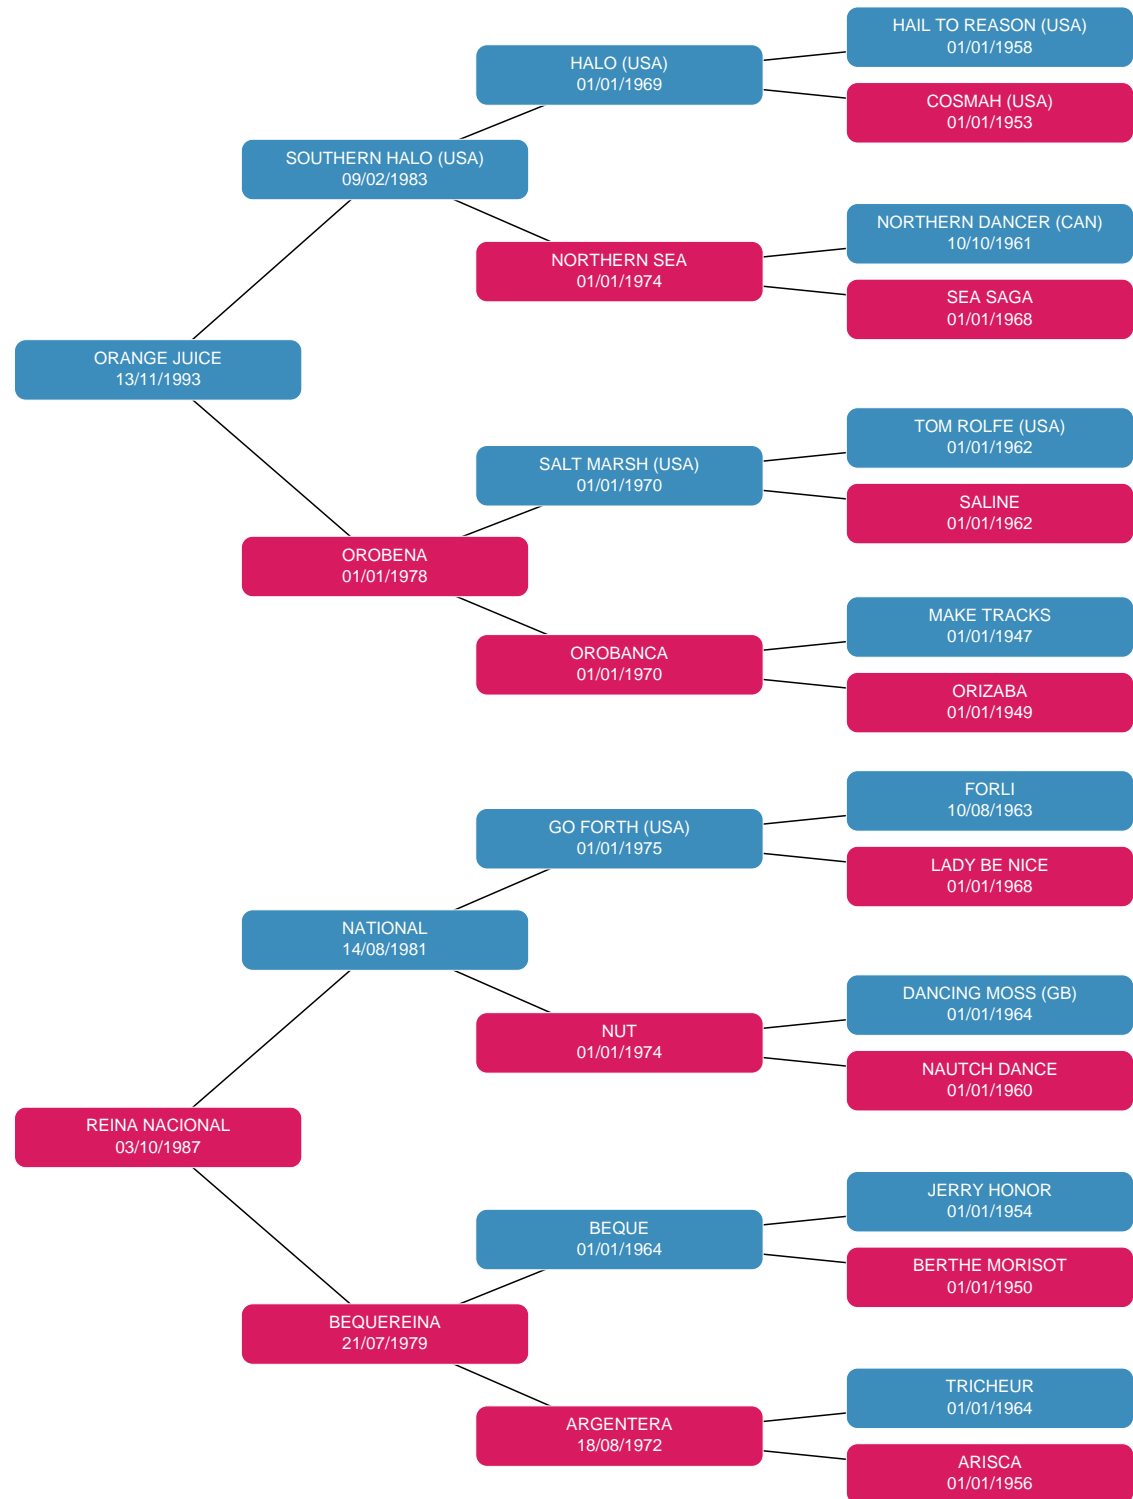 HAIL TO REASON (USA)
01/01/1958
HALO (USA)
01/01/1969
COSMAH (USA)
01/01/1953
SOUTHERN HALO (USA)
09/02/1983
NORTHERN DANCER (CAN)
10/10/1961
NORTHERN SEA
01/01/1974
SEA SAGA
01/01/1968
ORANGE JUICE
13/11/1993
TOM ROLFE (USA)
01/01/1962
SALT MARSH (USA)
01/01/1970
SALINE
01/01/1962
OROBENA
01/01/1978
MAKE TRACKS
01/01/1947
OROBANCA
01/01/1970
ORIZABA
01/01/1949
FORLI
10/08/1963
GO FORTH (USA)
01/01/1975
LADY BE NICE
01/01/1968
NATIONAL
14/08/1981
DANCING MOSS (GB)
01/01/1964
NUT
01/01/1974
NAUTCH DANCE
01/01/1960
REINA NACIONAL
03/10/1987
JERRY HONOR
01/01/1954
BEQUE
01/01/1964
BERTHE MORISOT
01/01/1950
BEQUEREINA
21/07/1979
TRICHEUR
01/01/1964
ARGENTERA
18/08/1972
ARISCA
01/01/1956